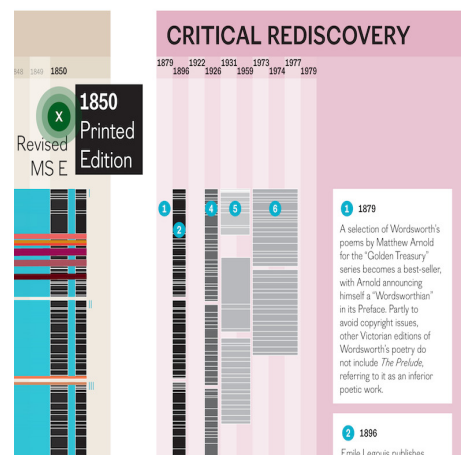 CRITICAL REDISCOVERY
1879 1922 1931 1973 1977
1896 1926 1959 1974 1979
848 1849 1850
X
1850
Printed
Edition
Revised
MS E
1
2
4
5
6
I
II
III
1 1879
A selection of Wordsworth's
poems by Matthew Arnold
for the “Golden Treasury”
series becomes a best-seller,
with Arnold announcing
himself a “Wordsworthian”
in its Preface. Partly to
avoid copyright issues,
other Victorian editions of
Wordsworth's poetry do
not include The Prelude,
referring to it as an inferior
poetic work.
2 1896
Emile Legouis publishes